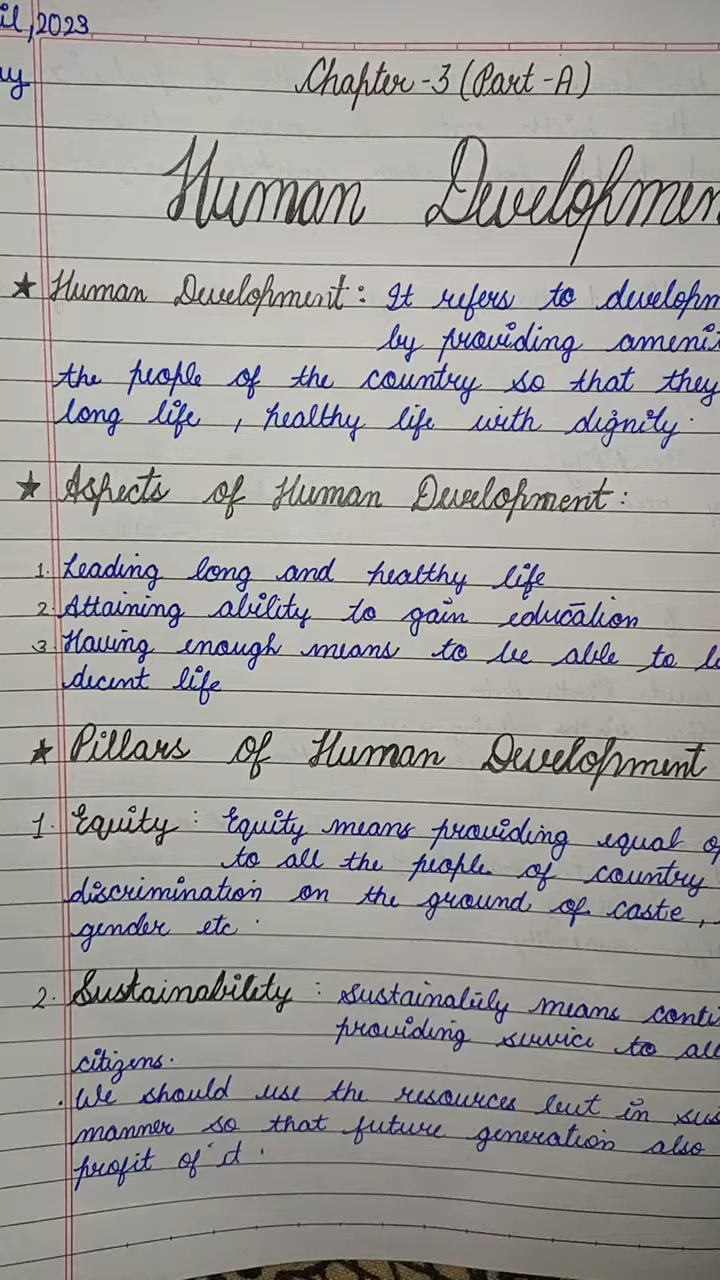 il, 2023
Chapter-3 (Part-A)
Human Developmen
★ Human Development: It refers to developm
by providing ameni
the people of the country so that they
long life, healthy life with dignity.
★ Aspects of Human Development:
1. Leading long and healthy life
2. Attaining ability to gain education
3. Having enough means to be able to l
decent life
★ Pillars of Human Development
1. Equity: Equity means providing equal o
to all the people of country
discrimination on the ground of caste,
gender etc.
2. Sustainability: Sustainability means conti
providing service to all
citizens.
. We should use the resources but in sus
manner so that future generation also
profit of it.